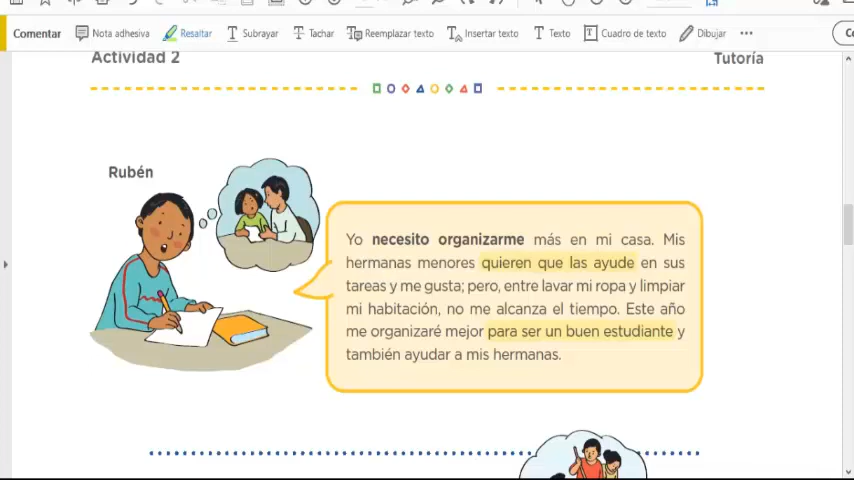 Comentar Nota adhesiva Resaltar Subrayar Tachar Reemplazar texto Insertar texto Texto Cuadro de texto Dibujar
Actividad 2 Tutoría
Rubén
Yo necesito organizarme más en mi casa. Mis
hermanas menores quieren que las ayude en sus
tareas y me gusta; pero, entre lavar mi ropa y limpiar
mi habitación, no me alcanza el tiempo. Este año
me organizaré mejor para ser un buen estudiante y
también ayudar a mis hermanas.